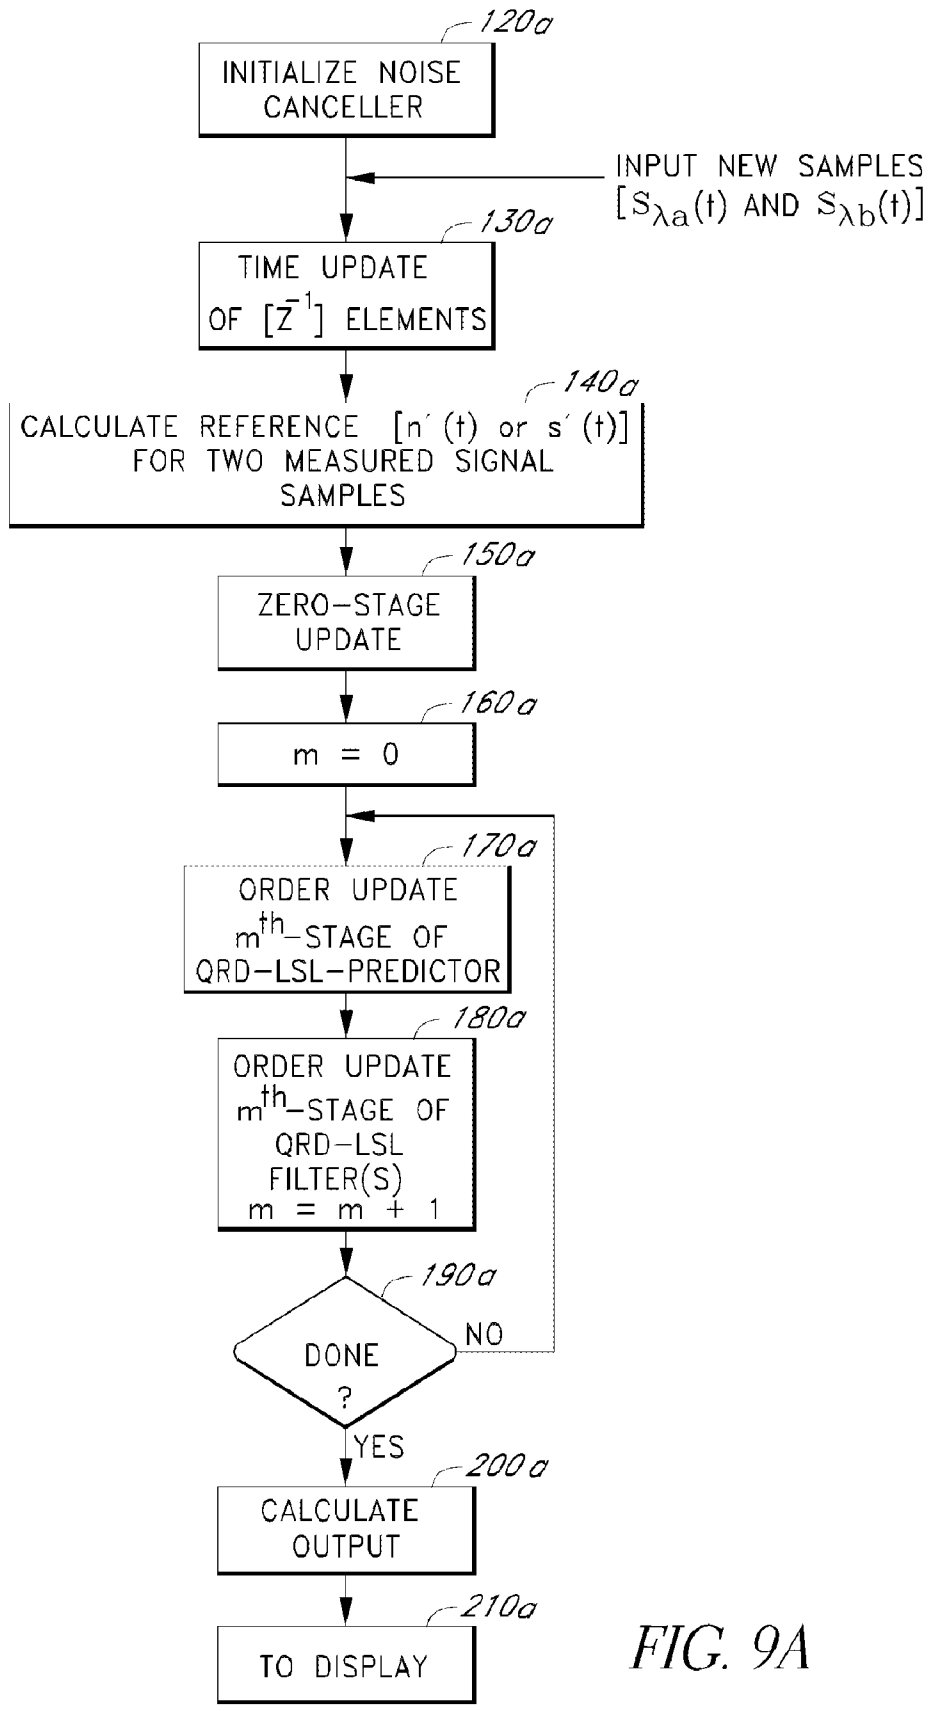 120a
INITIALIZE NOISE
CANCELLER
INPUT NEW SAMPLES
[Sλa(t) AND Sλb(t)]
130a
TIME UPDATE
OF [Z⁻¹] ELEMENTS
140a
CALCULATE REFERENCE [n′(t) or s′(t)]
FOR TWO MEASURED SIGNAL
SAMPLES
150a
ZERO-STAGE
UPDATE
160a
m = 0
170a
ORDER UPDATE
mth-STAGE OF
QRD-LSL-PREDICTOR
180a
ORDER UPDATE
mth-STAGE OF
QRD-LSL
FILTER(S)
m = m + 1
190a
NO
DONE
?
YES
200a
CALCULATE
OUTPUT
210a
TO DISPLAY
FIG. 9A